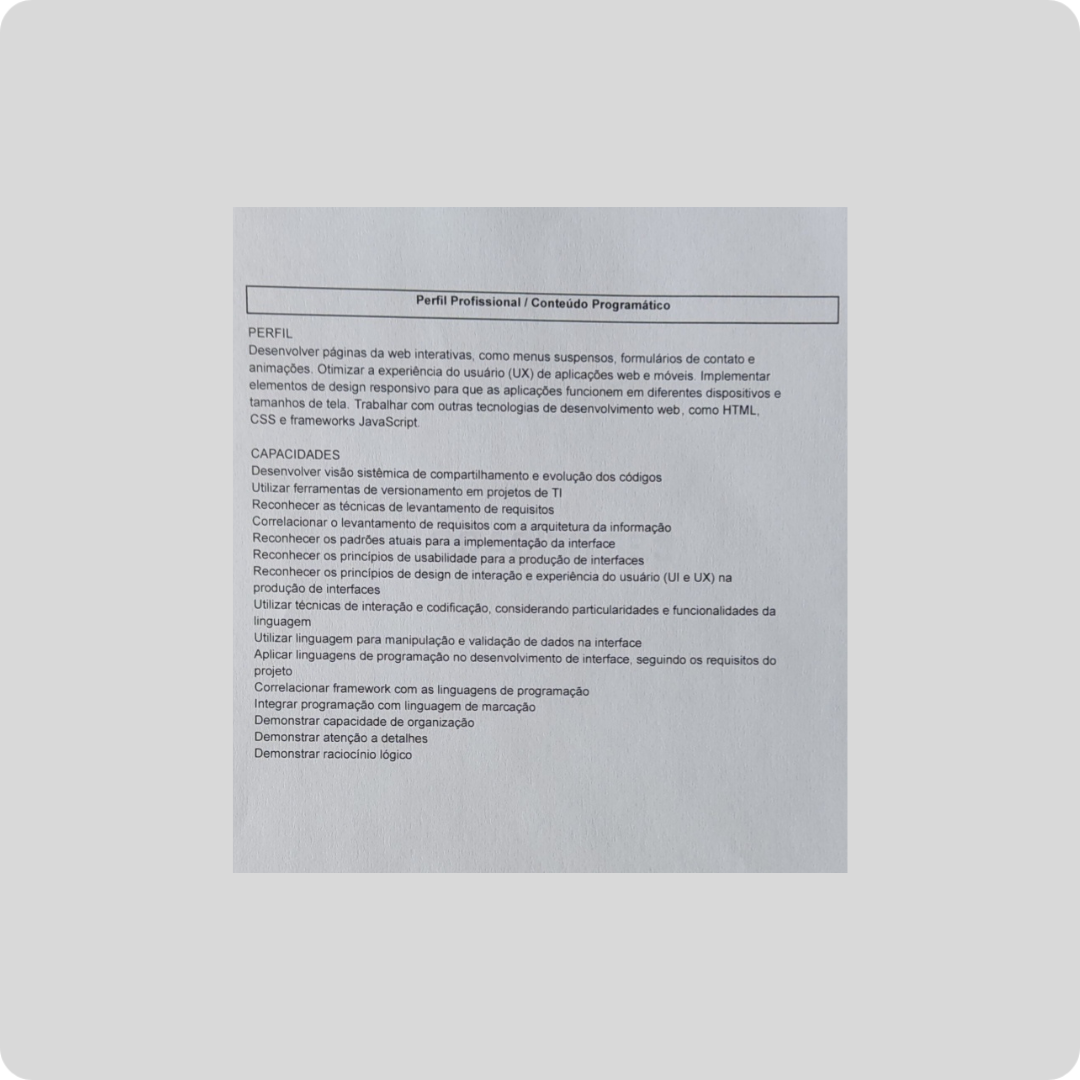 Perfil Profissional / Conteúdo Programático
PERFIL
Desenvolver páginas da web interativas, como menus suspensos, formulários de contato e
animações. Otimizar a experiência do usuário (UX) de aplicações web e móveis. Implementar
elementos de design responsivo para que as aplicações funcionem em diferentes dispositivos e
tamanhos de tela. Trabalhar com outras tecnologias de desenvolvimento web, como HTML,
CSS e frameworks JavaScript.
CAPACIDADES
Desenvolver visão sistêmica de compartilhamento e evolução dos códigos
Utilizar ferramentas de versionamento em projetos de TI
Reconhecer as técnicas de levantamento de requisitos
Correlacionar o levantamento de requisitos com a arquitetura da informação
Reconhecer os padrões atuais para a implementação da interface
Reconhecer os princípios de usabilidade para a produção de interfaces
Reconhecer os princípios de design de interação e experiência do usuário (UI e UX) na
produção de interfaces
Utilizar técnicas de interação e codificação, considerando particularidades e funcionalidades da
linguagem
Utilizar linguagem para manipulação e validação de dados na interface
Aplicar linguagens de programação no desenvolvimento de interface, seguindo os requisitos do
projeto
Correlacionar framework com as linguagens de programação
Integrar programação com linguagem de marcação
Demonstrar capacidade de organização
Demonstrar atenção a detalhes
Demonstrar raciocínio lógico